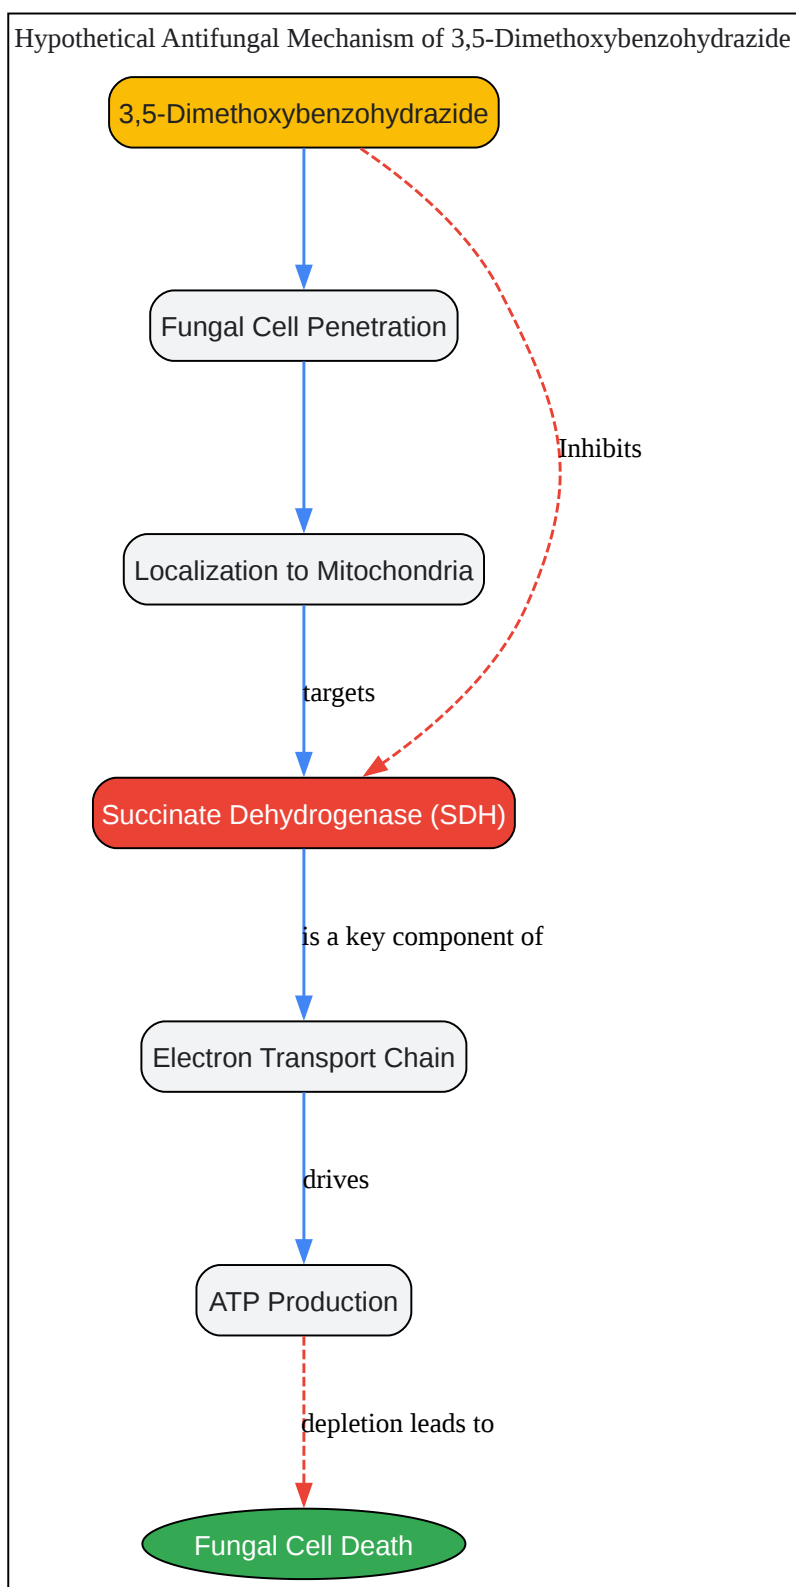 Hypothetical Antifungal Mechanism of 3,5-Dimethoxybenzohydrazide
3,5-Dimethoxybenzohydrazide
Fungal Cell Penetration
Inhibits
Localization to Mitochondria
targets
Succinate Dehydrogenase (SDH)
is a key component of
Electron Transport Chain
drives
ATP Production
depletion leads to
Fungal Cell Death